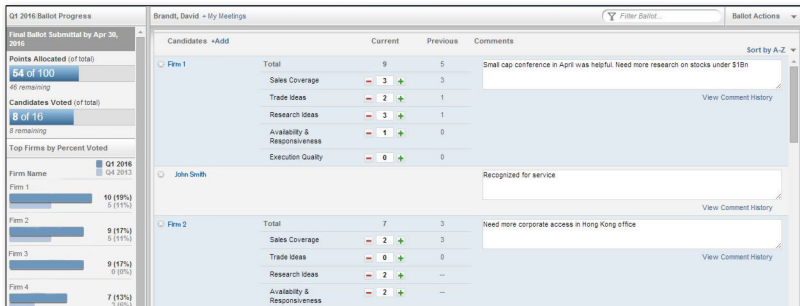 Q1 2016 Ballot Progress
Final Ballot Submittal by Apr 30,
2016
Points Allocated (of total)
54 of 100
46 remaining
Candidates Voted (of total)
8 of 16
8 remaining
Top Firms by Percent Voted
Q1 2016
Firm Name Q4 2013
Firm 1
10 (19%)
5 (11%)
Firm 2
9 (17%)
5 (11%)
Firm 3
9 (17%)
0 (0%)
Firm 4
7 (13%)
Brandt, David + My Meetings
Filter Ballot...
Ballot Actions
Candidates +Add Current Previous Comments
Sort by A-Z
Firm 1 Total 9 5 Small cap conference in April was helpful. Need more research on stocks under $1Bn
Sales Coverage − 3 + 3
Trade Ideas − 2 + 1
View Comment History
Research Ideas − 3 + 1
Availability & − 1 + 0
Responsiveness
Execution Quality − 0 + 0
John Smith Recognized for service
View Comment History
Firm 2 Total 7 3 Need more corporate access in Hong Kong office
Sales Coverage − 2 + 3
Trade Ideas − 0 + 0
View Comment History
Research Ideas − 2 + ---
Availability & − 2 + ---
Responsiveness